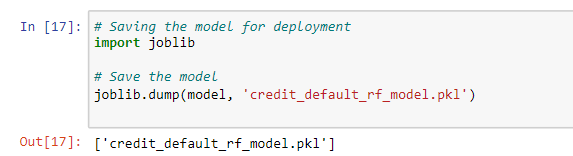 In [17]: # Saving the model for deployment
import joblib
# Save the model
joblib.dump(model, 'credit_default_rf_model.pkl')
Out[17]: ['credit_default_rf_model.pkl']